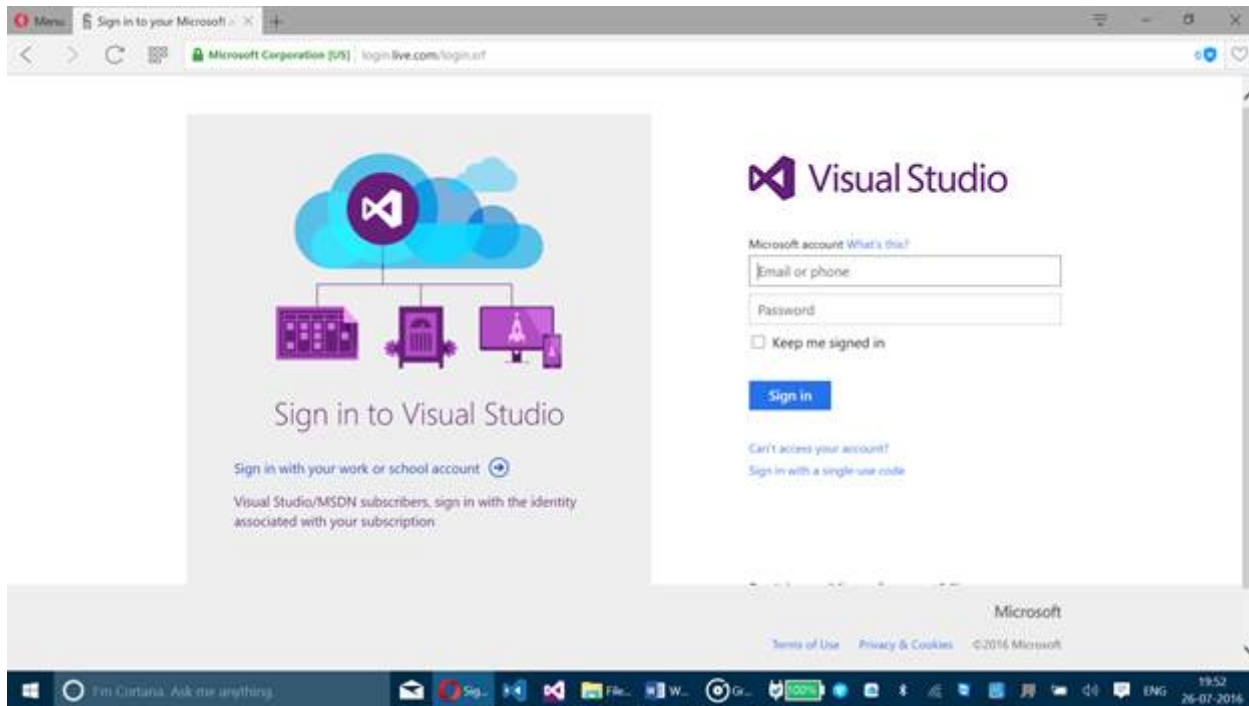 Menu
Sign in to your Microsoft
Microsoft Corporation [US]
login.live.com/login.srf
Visual Studio
Microsoft account What's this?
Email or phone
Password
Keep me signed in
Sign in
Can't access your account?
Sign in with a single-use code
Sign in to Visual Studio
Sign in with your work or school account
Visual Studio/MSDN subscribers, sign in with the identity
associated with your subscription
Microsoft
Terms of Use Privacy & Cookies ©2016 Microsoft
I'm Cortana. Ask me anything.
Sig...
File...
W...
100%
ENG
19:52
26-07-2016